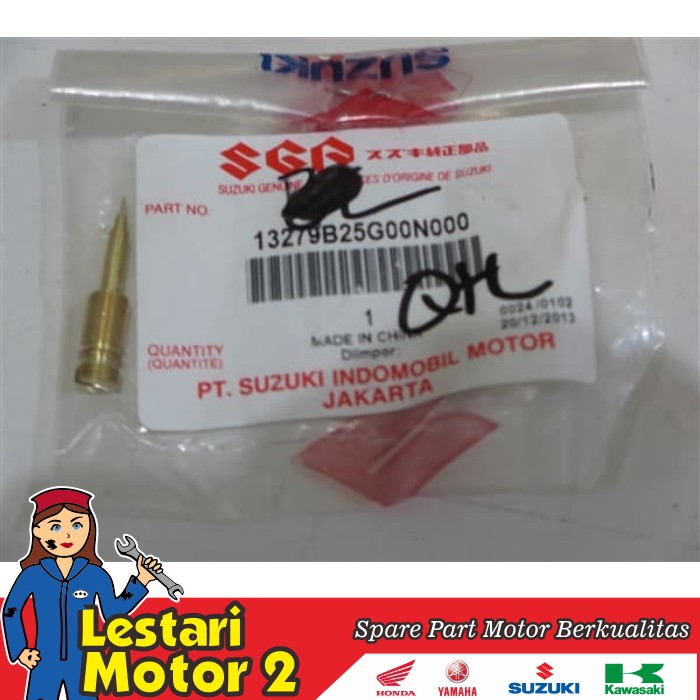 SUZUKI
SGP スズキ純正部品
SUZUKI GENUINE
ES D'ORIGINE DE SUZUKI
PART NO.
13279B25G00N000
1
QTL
0024 /0102
20/12/2013
MADE IN CHINA
Diimpor:
QUANTITY
(QUANTITE)
PT. SUZUKI INDOMOBIL MOTOR
JAKARTA
Lestari
Motor 2
Spare Part Motor Berkualitas
HONDA
YAMAHA
SUZUKI
Kawasaki